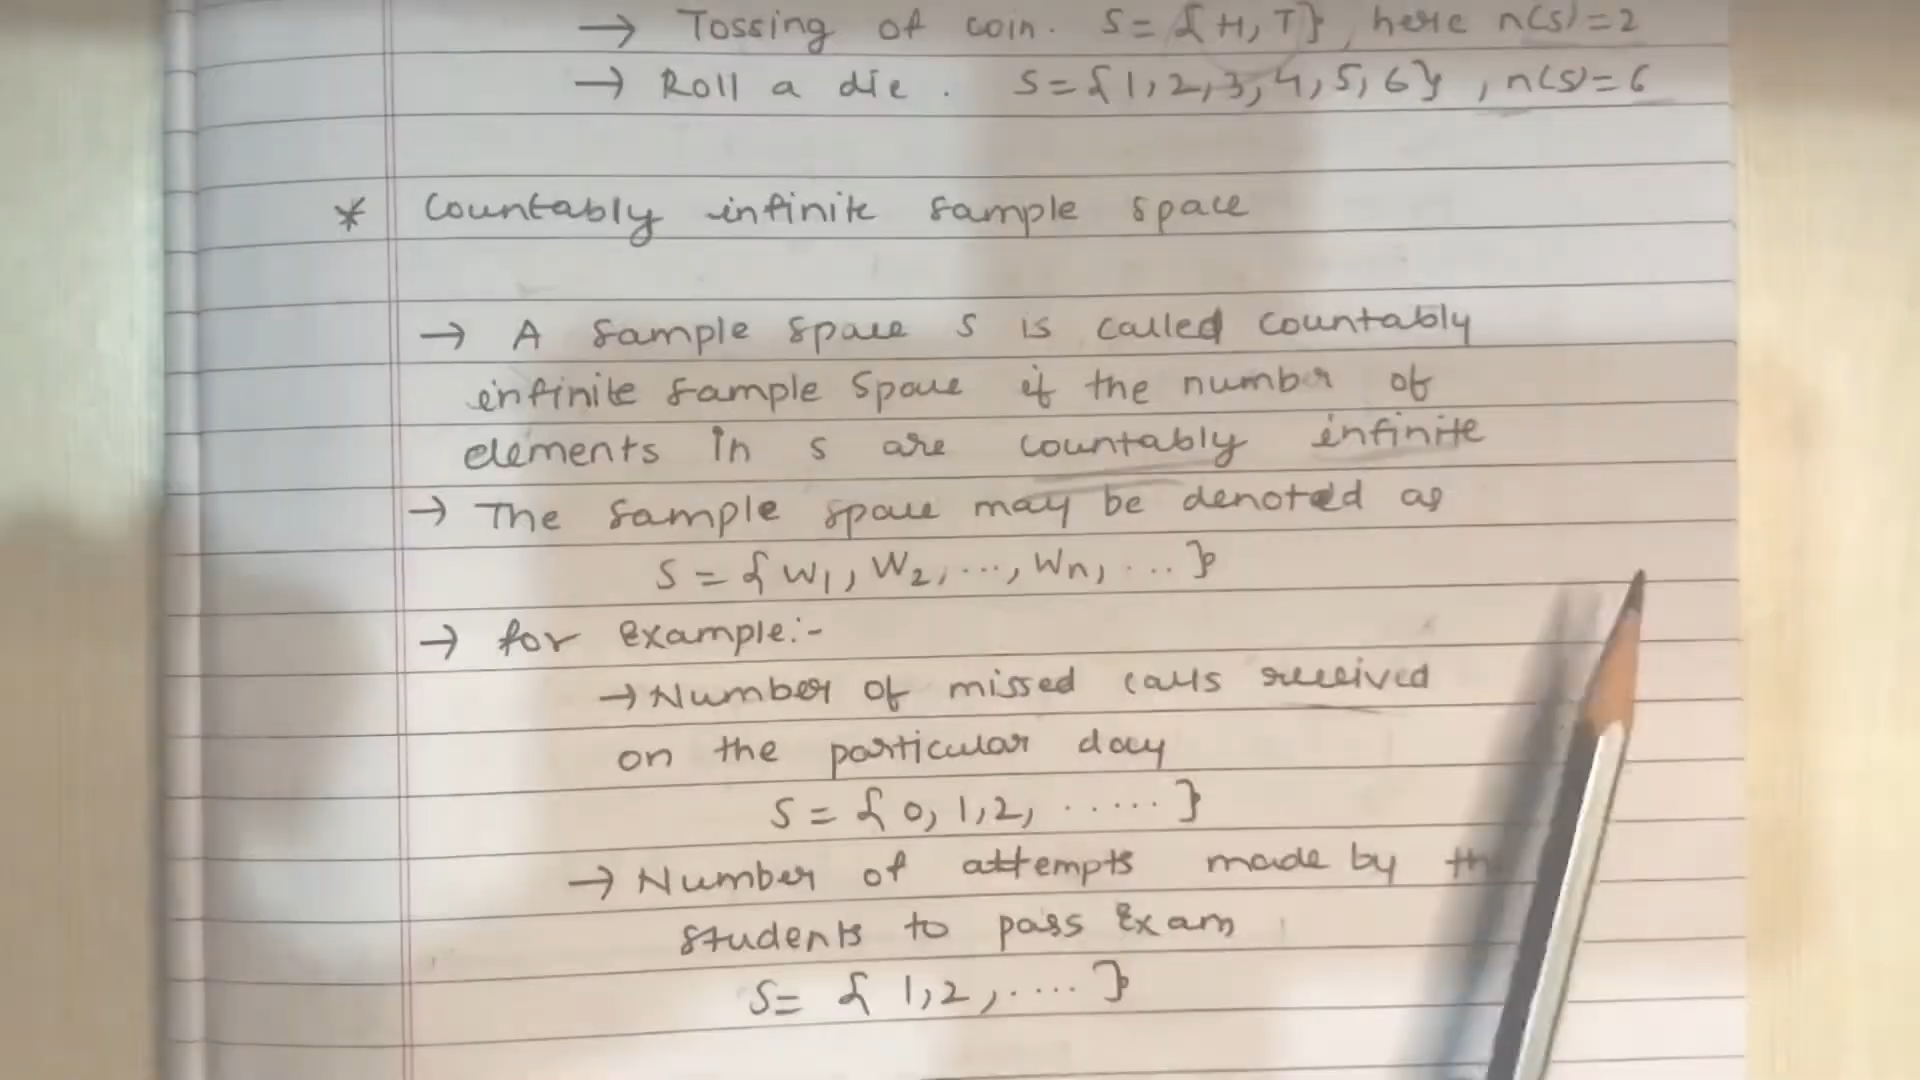 → Tossing of coin. S = {H, T}, here n(s) = 2
→ Roll a die. S = {1, 2, 3, 4, 5, 6}, n(s) = 6
* Countably infinite sample space
→ A sample space S is called countably
infinite sample space if the number of
elements in s are countably infinite
→ The sample space may be denoted as
S = {W1, W2, ..., Wn, ...}
→ for example:-
→ Number of missed calls received
on the particular day
S = {0, 1, 2, .....}
→ Number of attempts made by
students to pass Exam
S = {1, 2, ....}